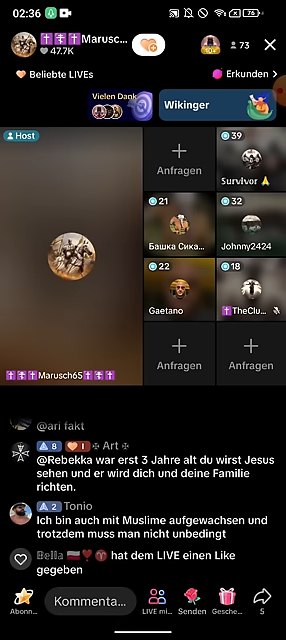 02:36
76
✝️✝️✝️Marusc...
47.7K
73
Beliebte LIVEs
Erkunden >
Vielen Dank
Wikinger
Host
✝️✝️✝️Marusch65✝️✝️✝️
Anfragen
39
Survivor 🙏
21
Башка Сика...
32
Johnny2424
22
Gaetano
18
✝️TheClu...
Anfragen
Anfragen
@ari fakt
8 1 ✠ Art ✠
@Rebekka war erst 3 Jahre alt du wirst Jesus
sehen und er wird dich und deine Familie
richten.
2 Tonio
Ich bin auch mit Muslime aufgewachsen und
trotzdem muss man nicht unbedingt
𝔹𝕖𝕝𝕝𝕒 🇵🇱❣️♈ hat dem LIVE einen Like
gegeben
Abonn...
Kommenta...
LIVE mi...
Senden
Gesche...
5